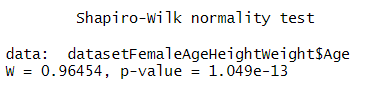 Shapiro-Wilk normality test
data: datasetFemaleAgeHeightWeight$Age
W = 0.96454, p-value = 1.049e-13